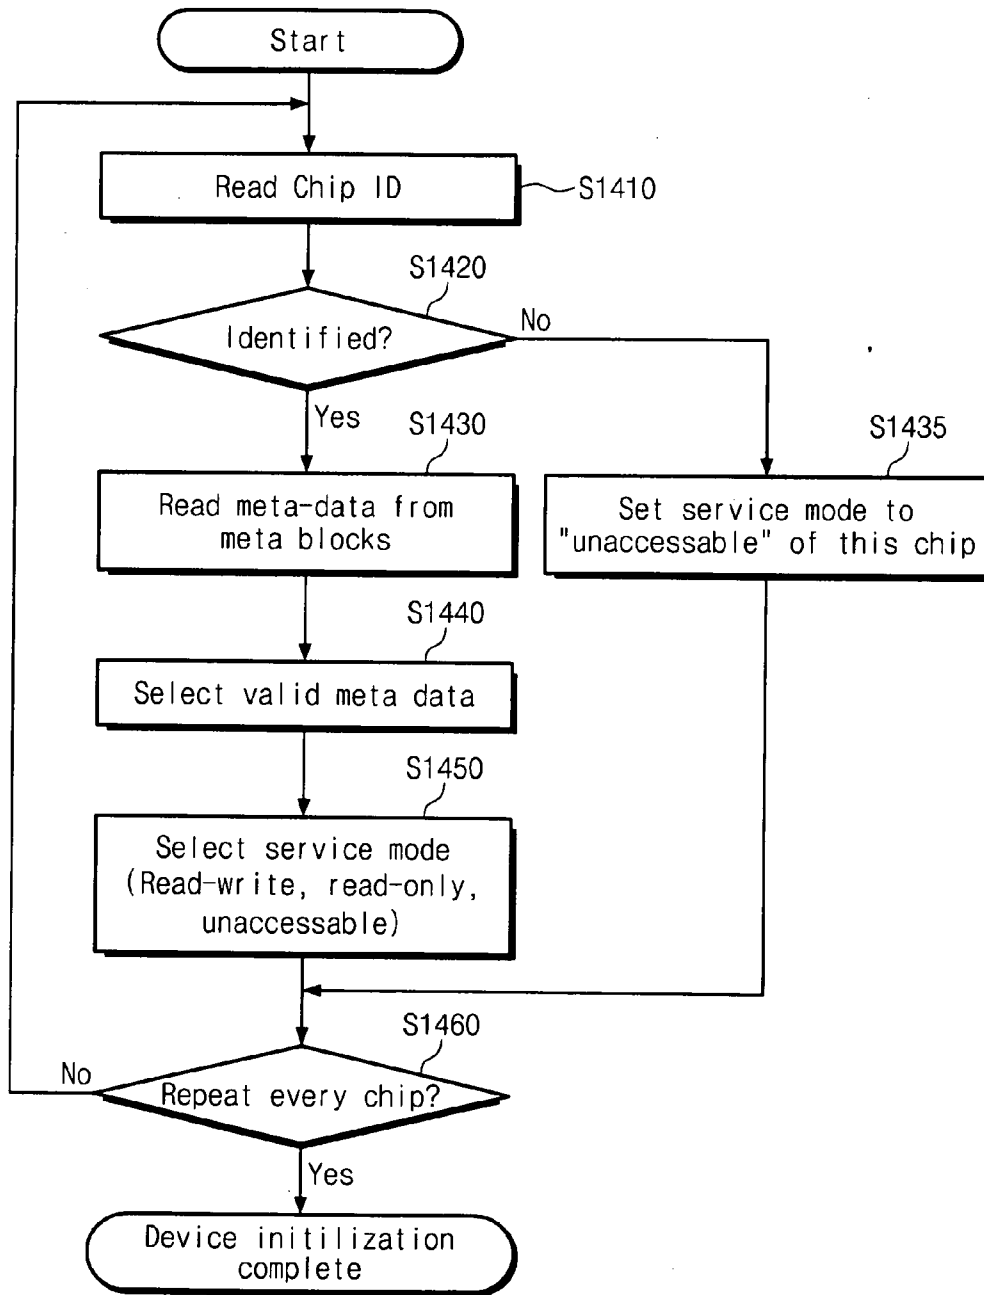 Start
Read Chip ID
S1410
S1420
Identified?
No
Yes
S1430
S1435
Read meta-data from
meta blocks
Set service mode to
"unaccessable" of this chip
S1440
Select valid meta data
S1450
Select service mode
(Read-write, read-only,
unaccessable)
S1460
No
Repeat every chip?
Yes
Device initilization
complete